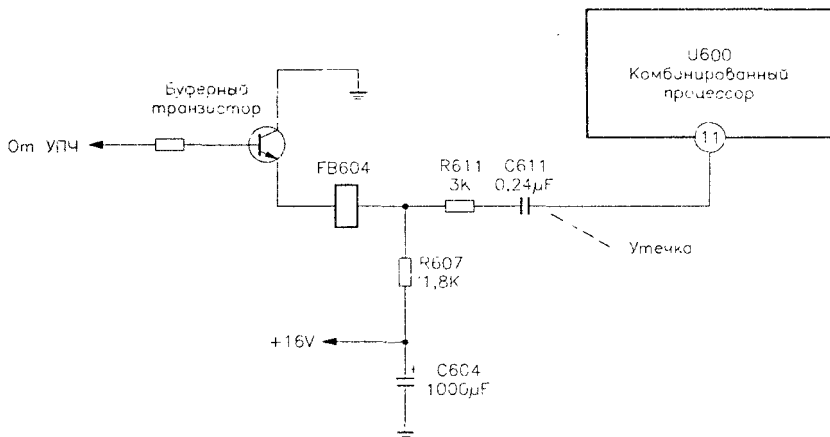 U600
Комбинированный
процессор
11
Буферный
транзистор
От УПЧ
FB604
R611
3K
C611
0,24µF
Утечка
R607
1,8K
+16V
+
C604
1000µF